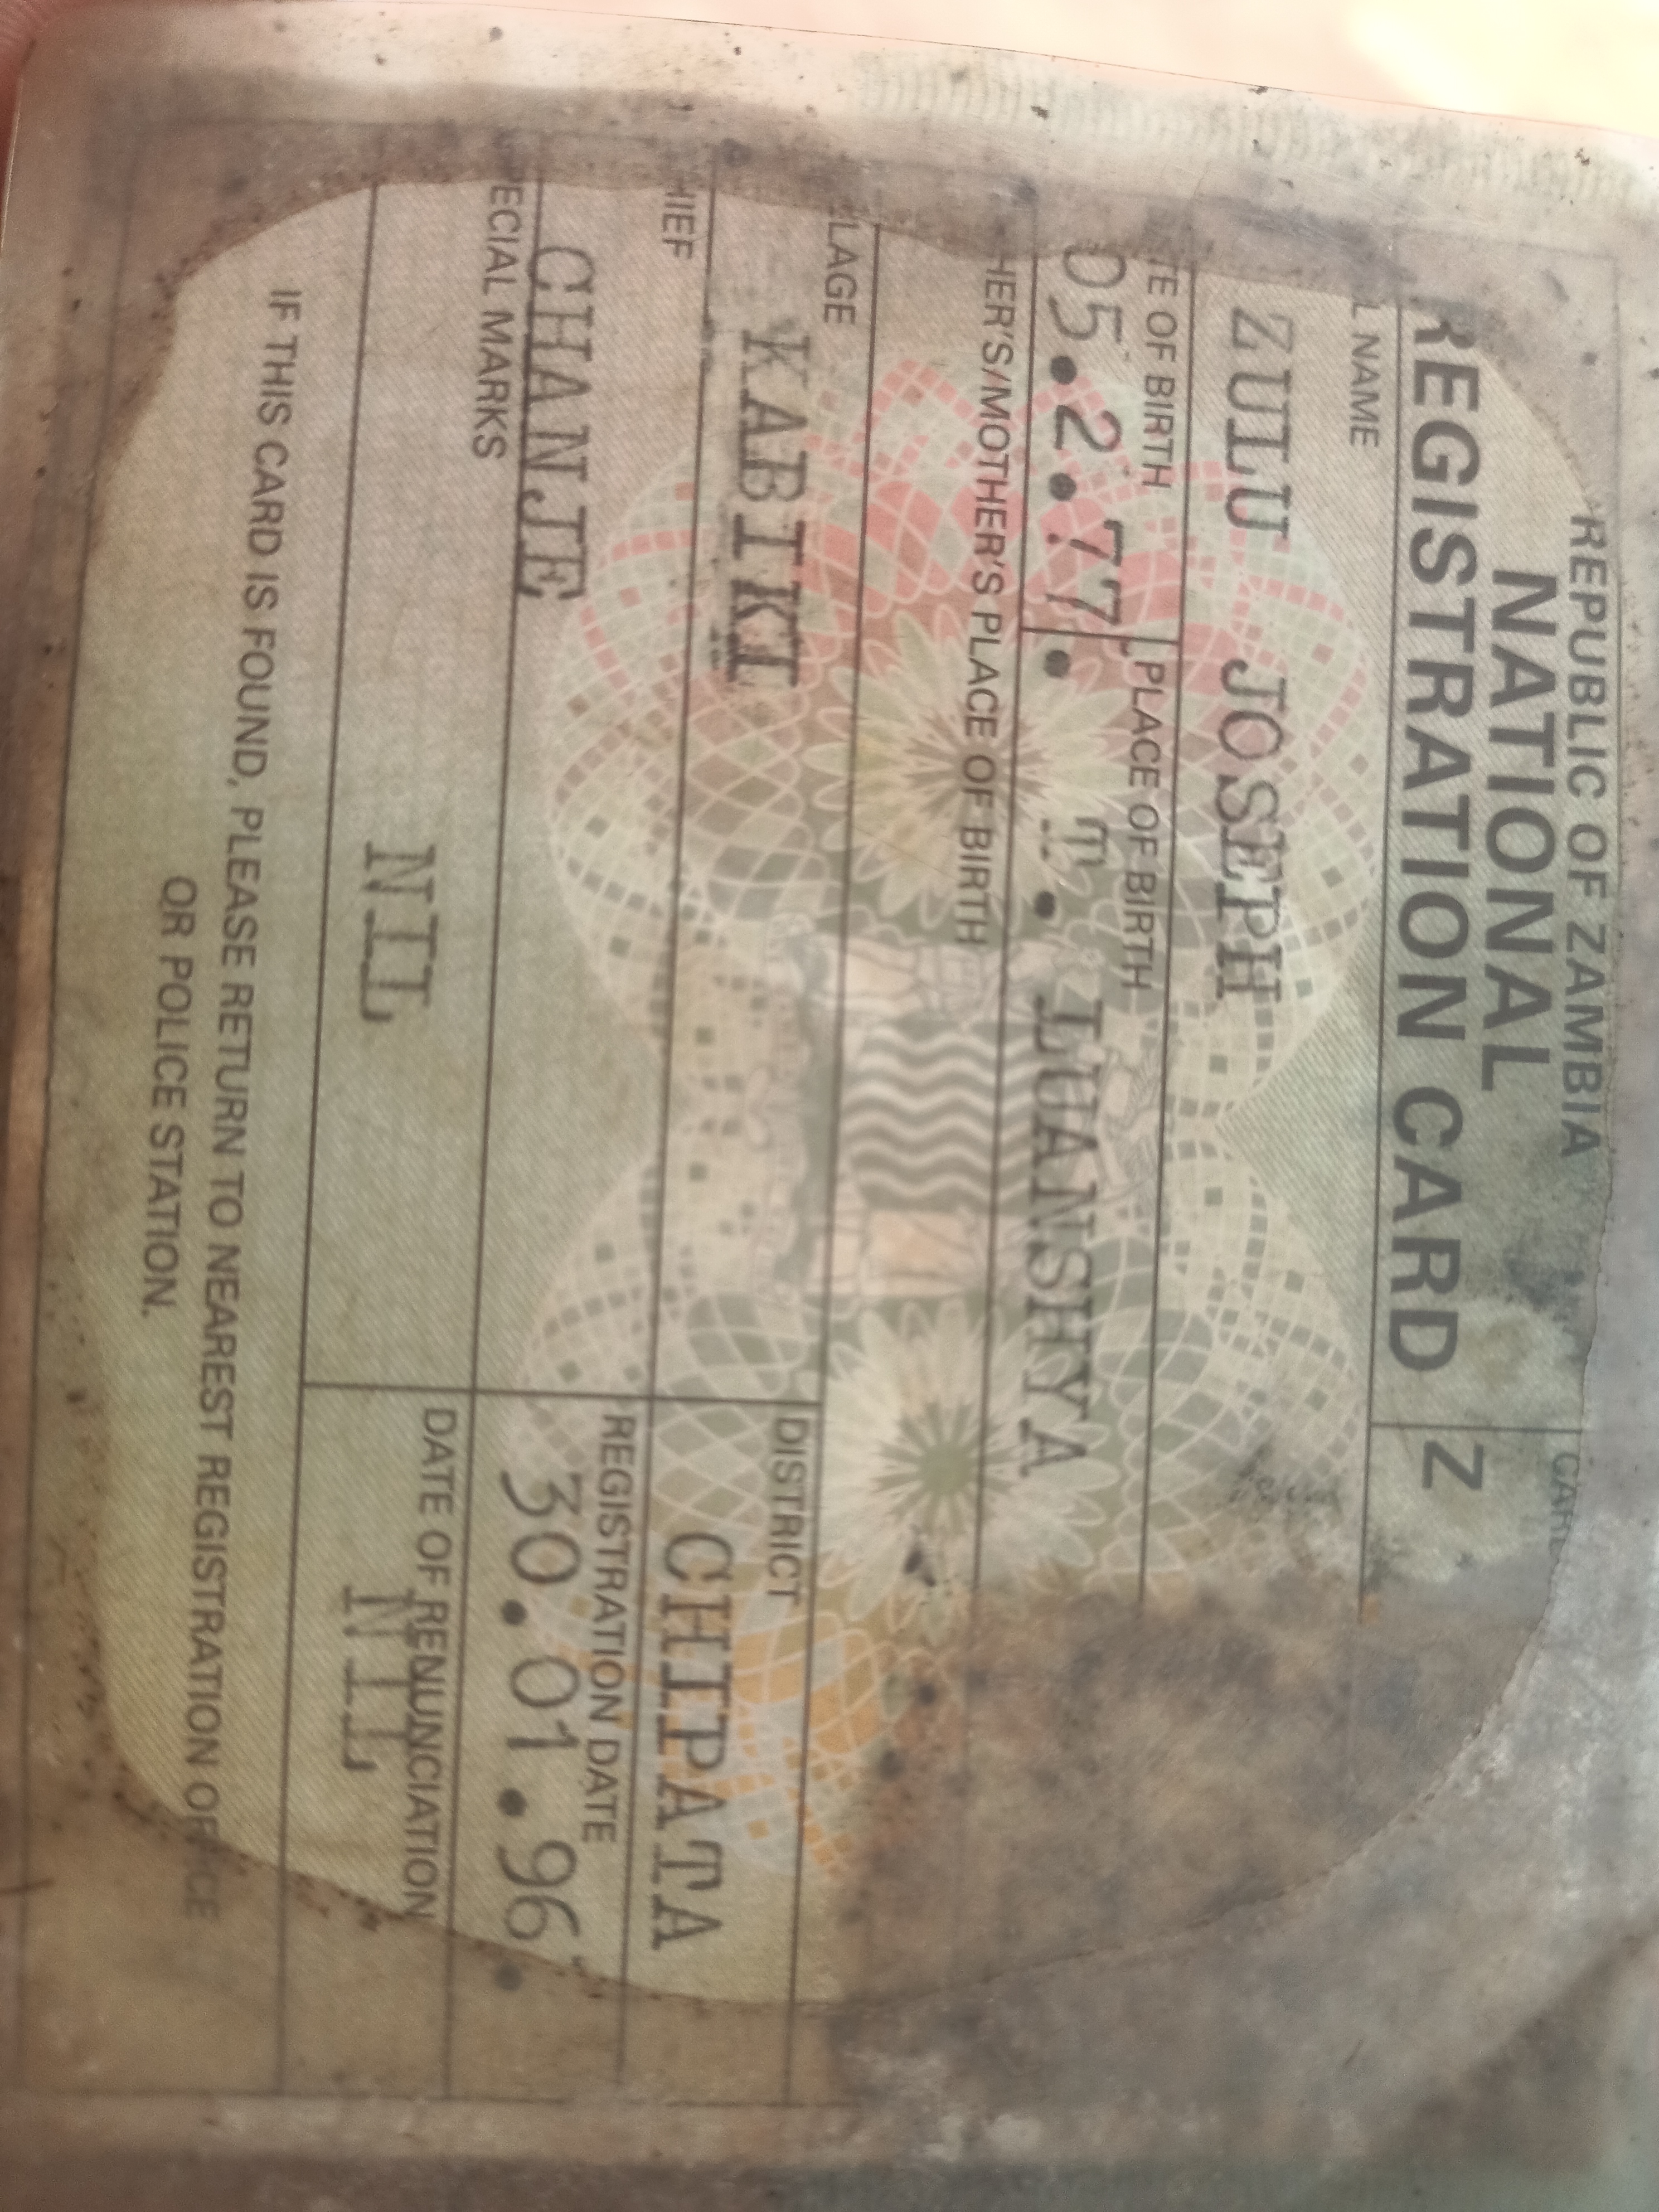 REPUBLIC OF ZAMBIA
NATIONAL
REGISTRATION CARD Z
L NAME
ZULU JOSEPH
TE OF BIRTH PLACE OF BIRTH
05.2.77. T. LUANSHYA
HER'S/MOTHER'S PLACE OF BIRTH
LAGE DISTRICT
KABIKI CHIPATA
HIEF REGISTRATION DATE
CHANJE 30.01.96.
PECIAL MARKS DATE OF RENUNCIATION
NIL NIL
IF THIS CARD IS FOUND, PLEASE RETURN TO NEAREST REGISTRATION OFFICE
OR POLICE STATION.